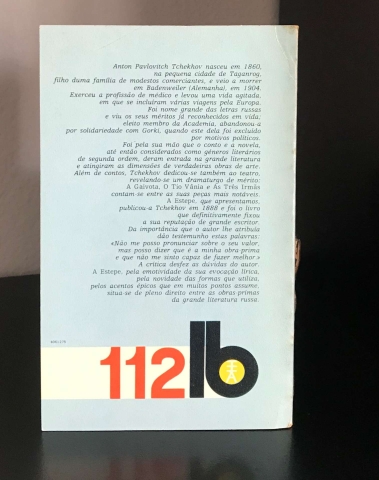 Anton Pavlovitch Tchekhov nasceu em 1860,
na pequena cidade de Taganrog,
filho duma família de modestos comerciantes, e veio a morrer
em Badenweiler (Alemanha), em 1904.
Exerceu a profissão de médico e levou uma vida agitada,
em que se incluíram várias viagens pela Europa.
Foi nome grande das letras russas
e viu os seus méritos já reconhecidos em vida;
eleito membro da Academia, abandonou-a
por solidariedade com Gorki, quando este dela foi excluído
por motivos políticos.
Foi pela sua mão que o conto e a novela,
até então considerados como géneros literários
de segunda ordem, deram entrada na grande literatura
e atingiram as dimensões de verdadeiras obras de arte.
Além de contos, Tchekhov dedicou-se também ao teatro,
revelando-se um dramaturgo de mérito:
A Gaivota, O Tio Vânia e As Três Irmãs
contam-se entre as suas peças mais notáveis.
A Estepe, que apresentamos,
publicou-a Tchekhov em 1888 e foi o livro
que definitivamente fixou
a sua reputação de grande escritor.
Da importância que o autor lhe atribuía
dão testemunho estas palavras:
«Não me posso pronunciar sobre o seu valor,
mas posso dizer que é a minha obra-prima
e que não me sinto capaz de fazer melhor.»
A crítica desfez as dúvidas do autor.
A Estepe, pela emotividade da sua evocação lírica,
pela novidade das formas que utiliza,
pelos acentos épicos que em muitos pontos assume,
situa-se de pleno direito entre as obras-primas
da grande literatura russa.
112 lb